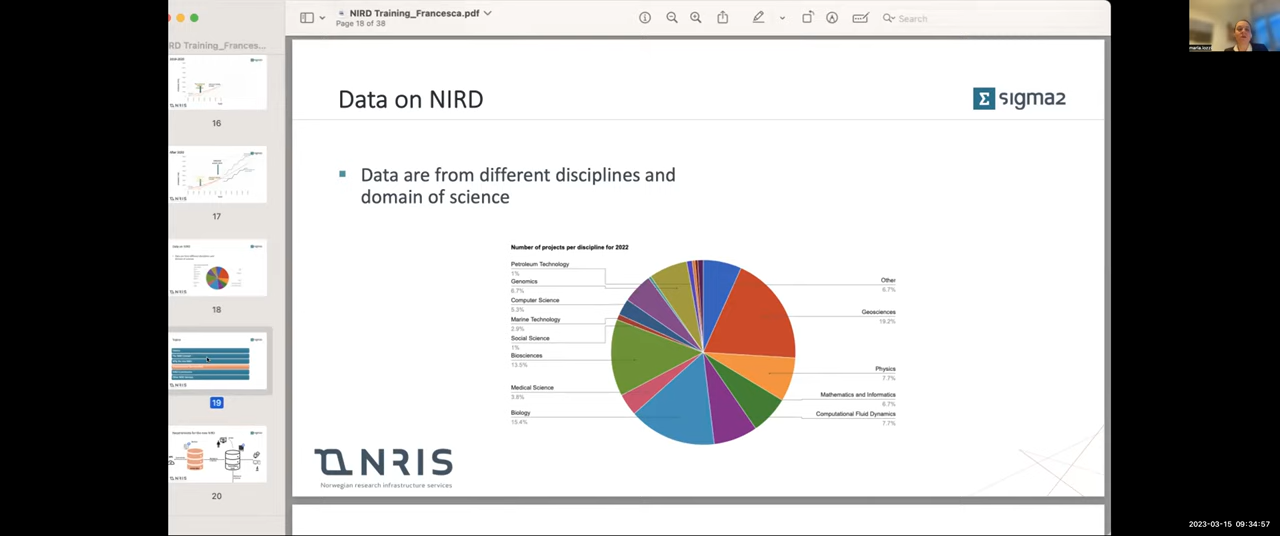 NIRD Training_Francesca.pdf
Page 18 of 38
Search
RD Training_Frances...
16
17
18
19
20
Data on NIRD
Σ sigma2
Data are from different disciplines and
domain of science
Number of projects per discipline for 2022
Petroleum Technology
1%
Genomics
6.7%
Computer Science
5.3%
Marine Technology
2.9%
Social Science
1%
Biosciences
13.5%
Medical Science
3.8%
Biology
15.4%
Other
6.7%
Geosciences
19.2%
Physics
7.7%
Mathematics and Informatics
6.7%
Computational Fluid Dynamics
7.7%
NRIS
Norwegian research infrastructure services
2023-03-15 09:34:57